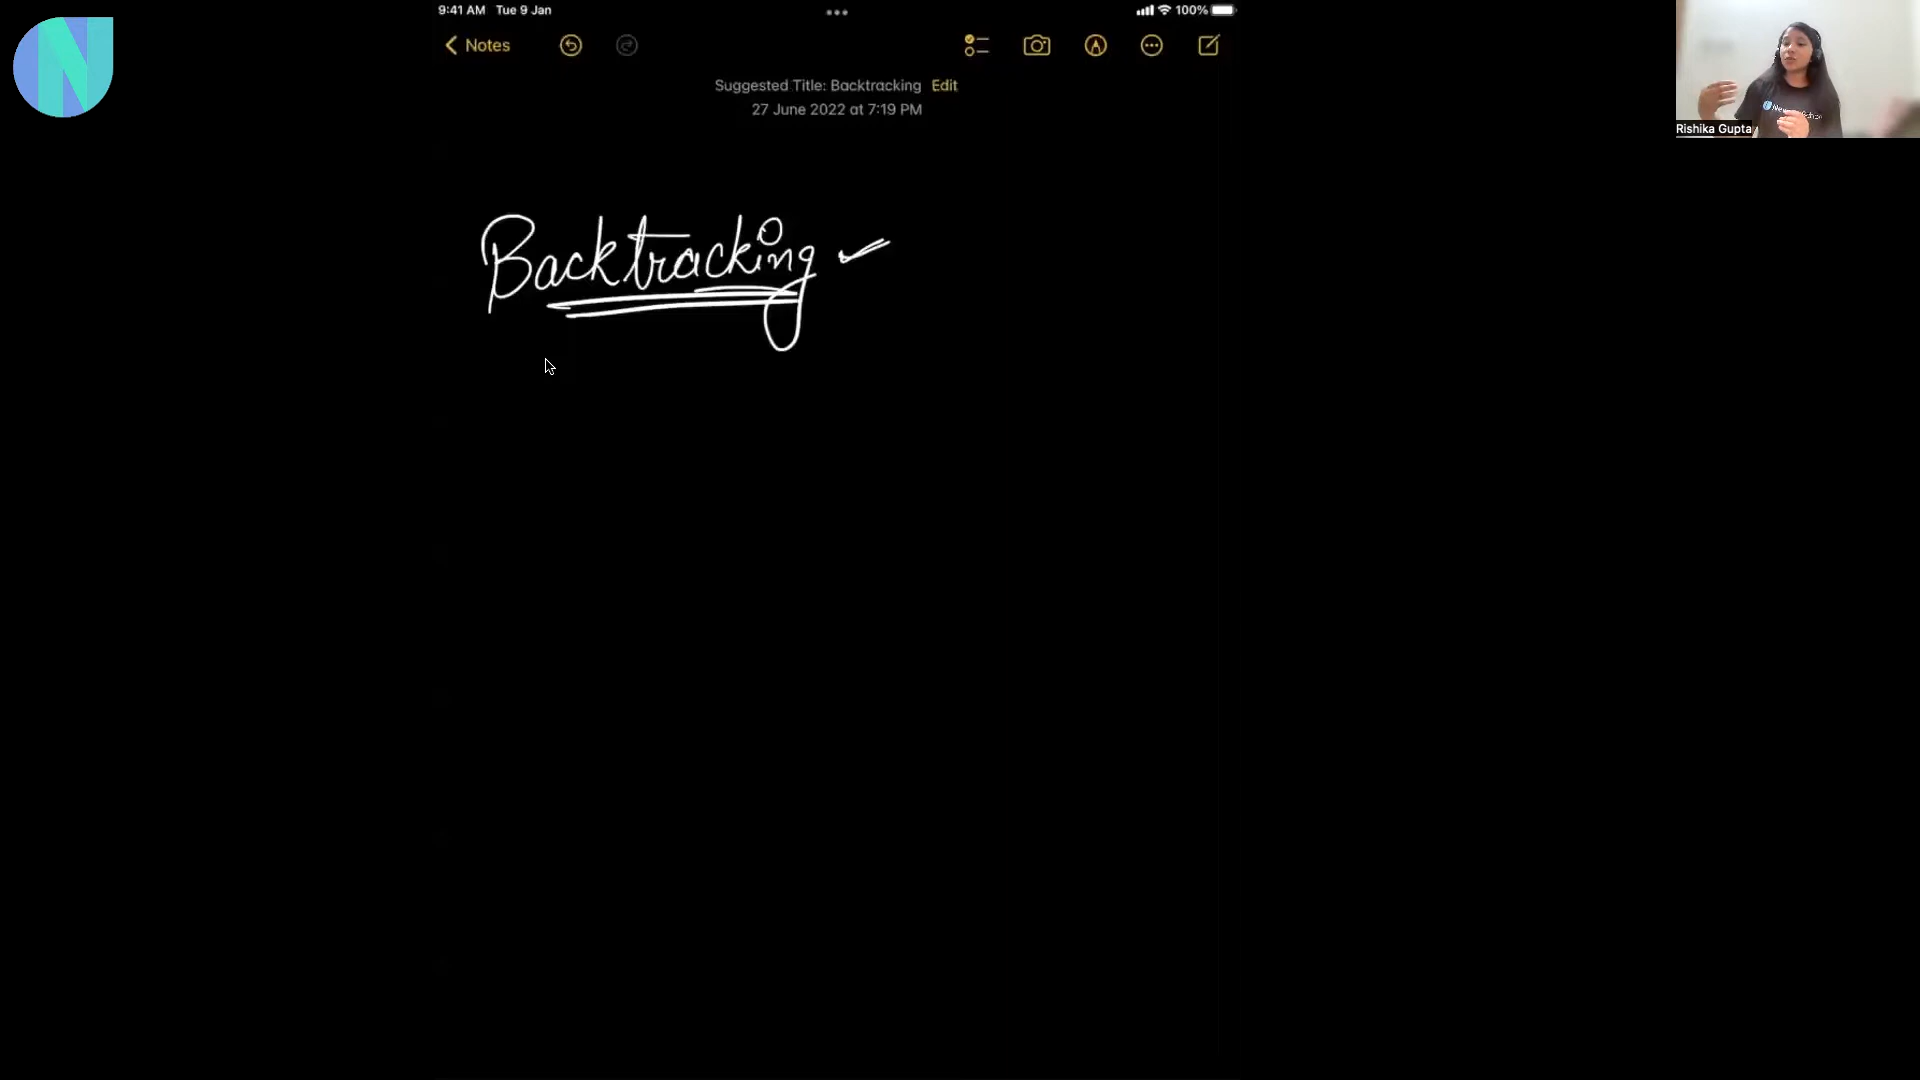 9:41 AM Tue 9 Jan
100%
Notes
Suggested Title: Backtracking Edit
27 June 2022 at 7:19 PM
Backtracking
Rishika Gupta